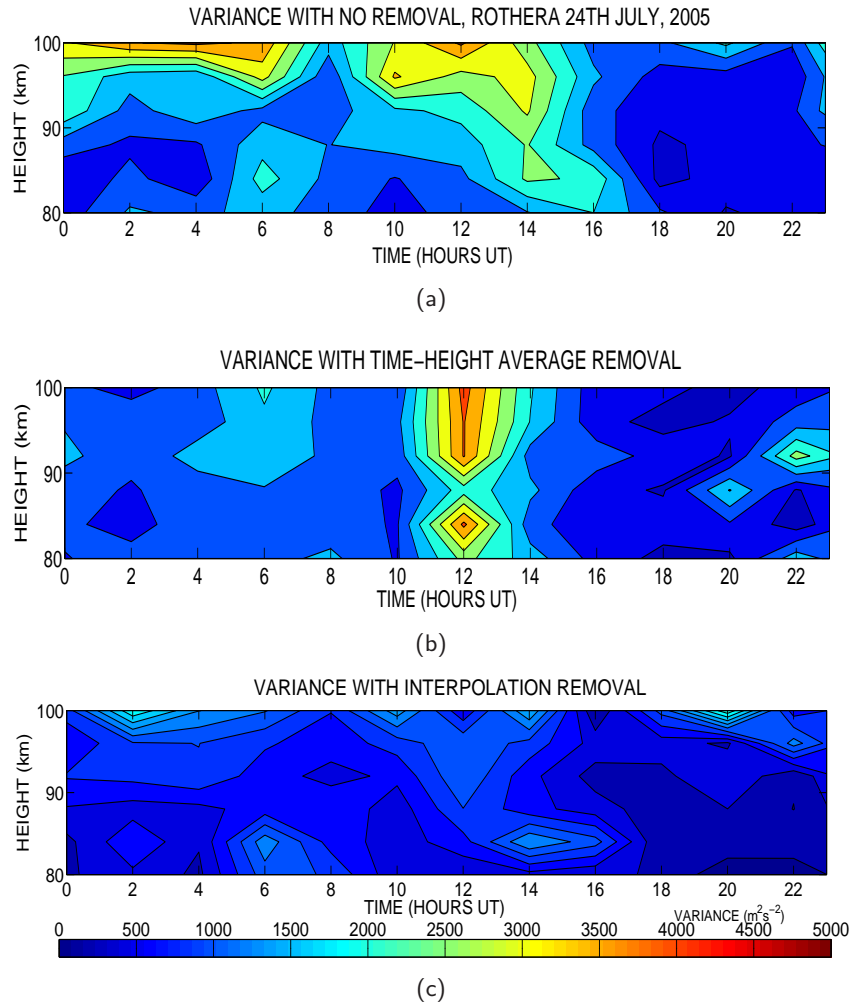 VARIANCE WITH NO REMOVAL, ROTHERA 24TH JULY, 2005
100
90
80
HEIGHT (km)
0 2 4 6 8 10 12 14 16 18 20 22
TIME (HOURS UT)
(a)
VARIANCE WITH TIME−HEIGHT AVERAGE REMOVAL
100
90
80
HEIGHT (km)
0 2 4 6 8 10 12 14 16 18 20 22
TIME (HOURS UT)
(b)
VARIANCE WITH INTERPOLATION REMOVAL
100
90
80
HEIGHT (km)
0 2 4 6 8 10 12 14 16 18 20 22
TIME (HOURS UT)
VARIANCE (m²s⁻²)
0 500 1000 1500 2000 2500 3000 3500 4000 4500 5000
(c)